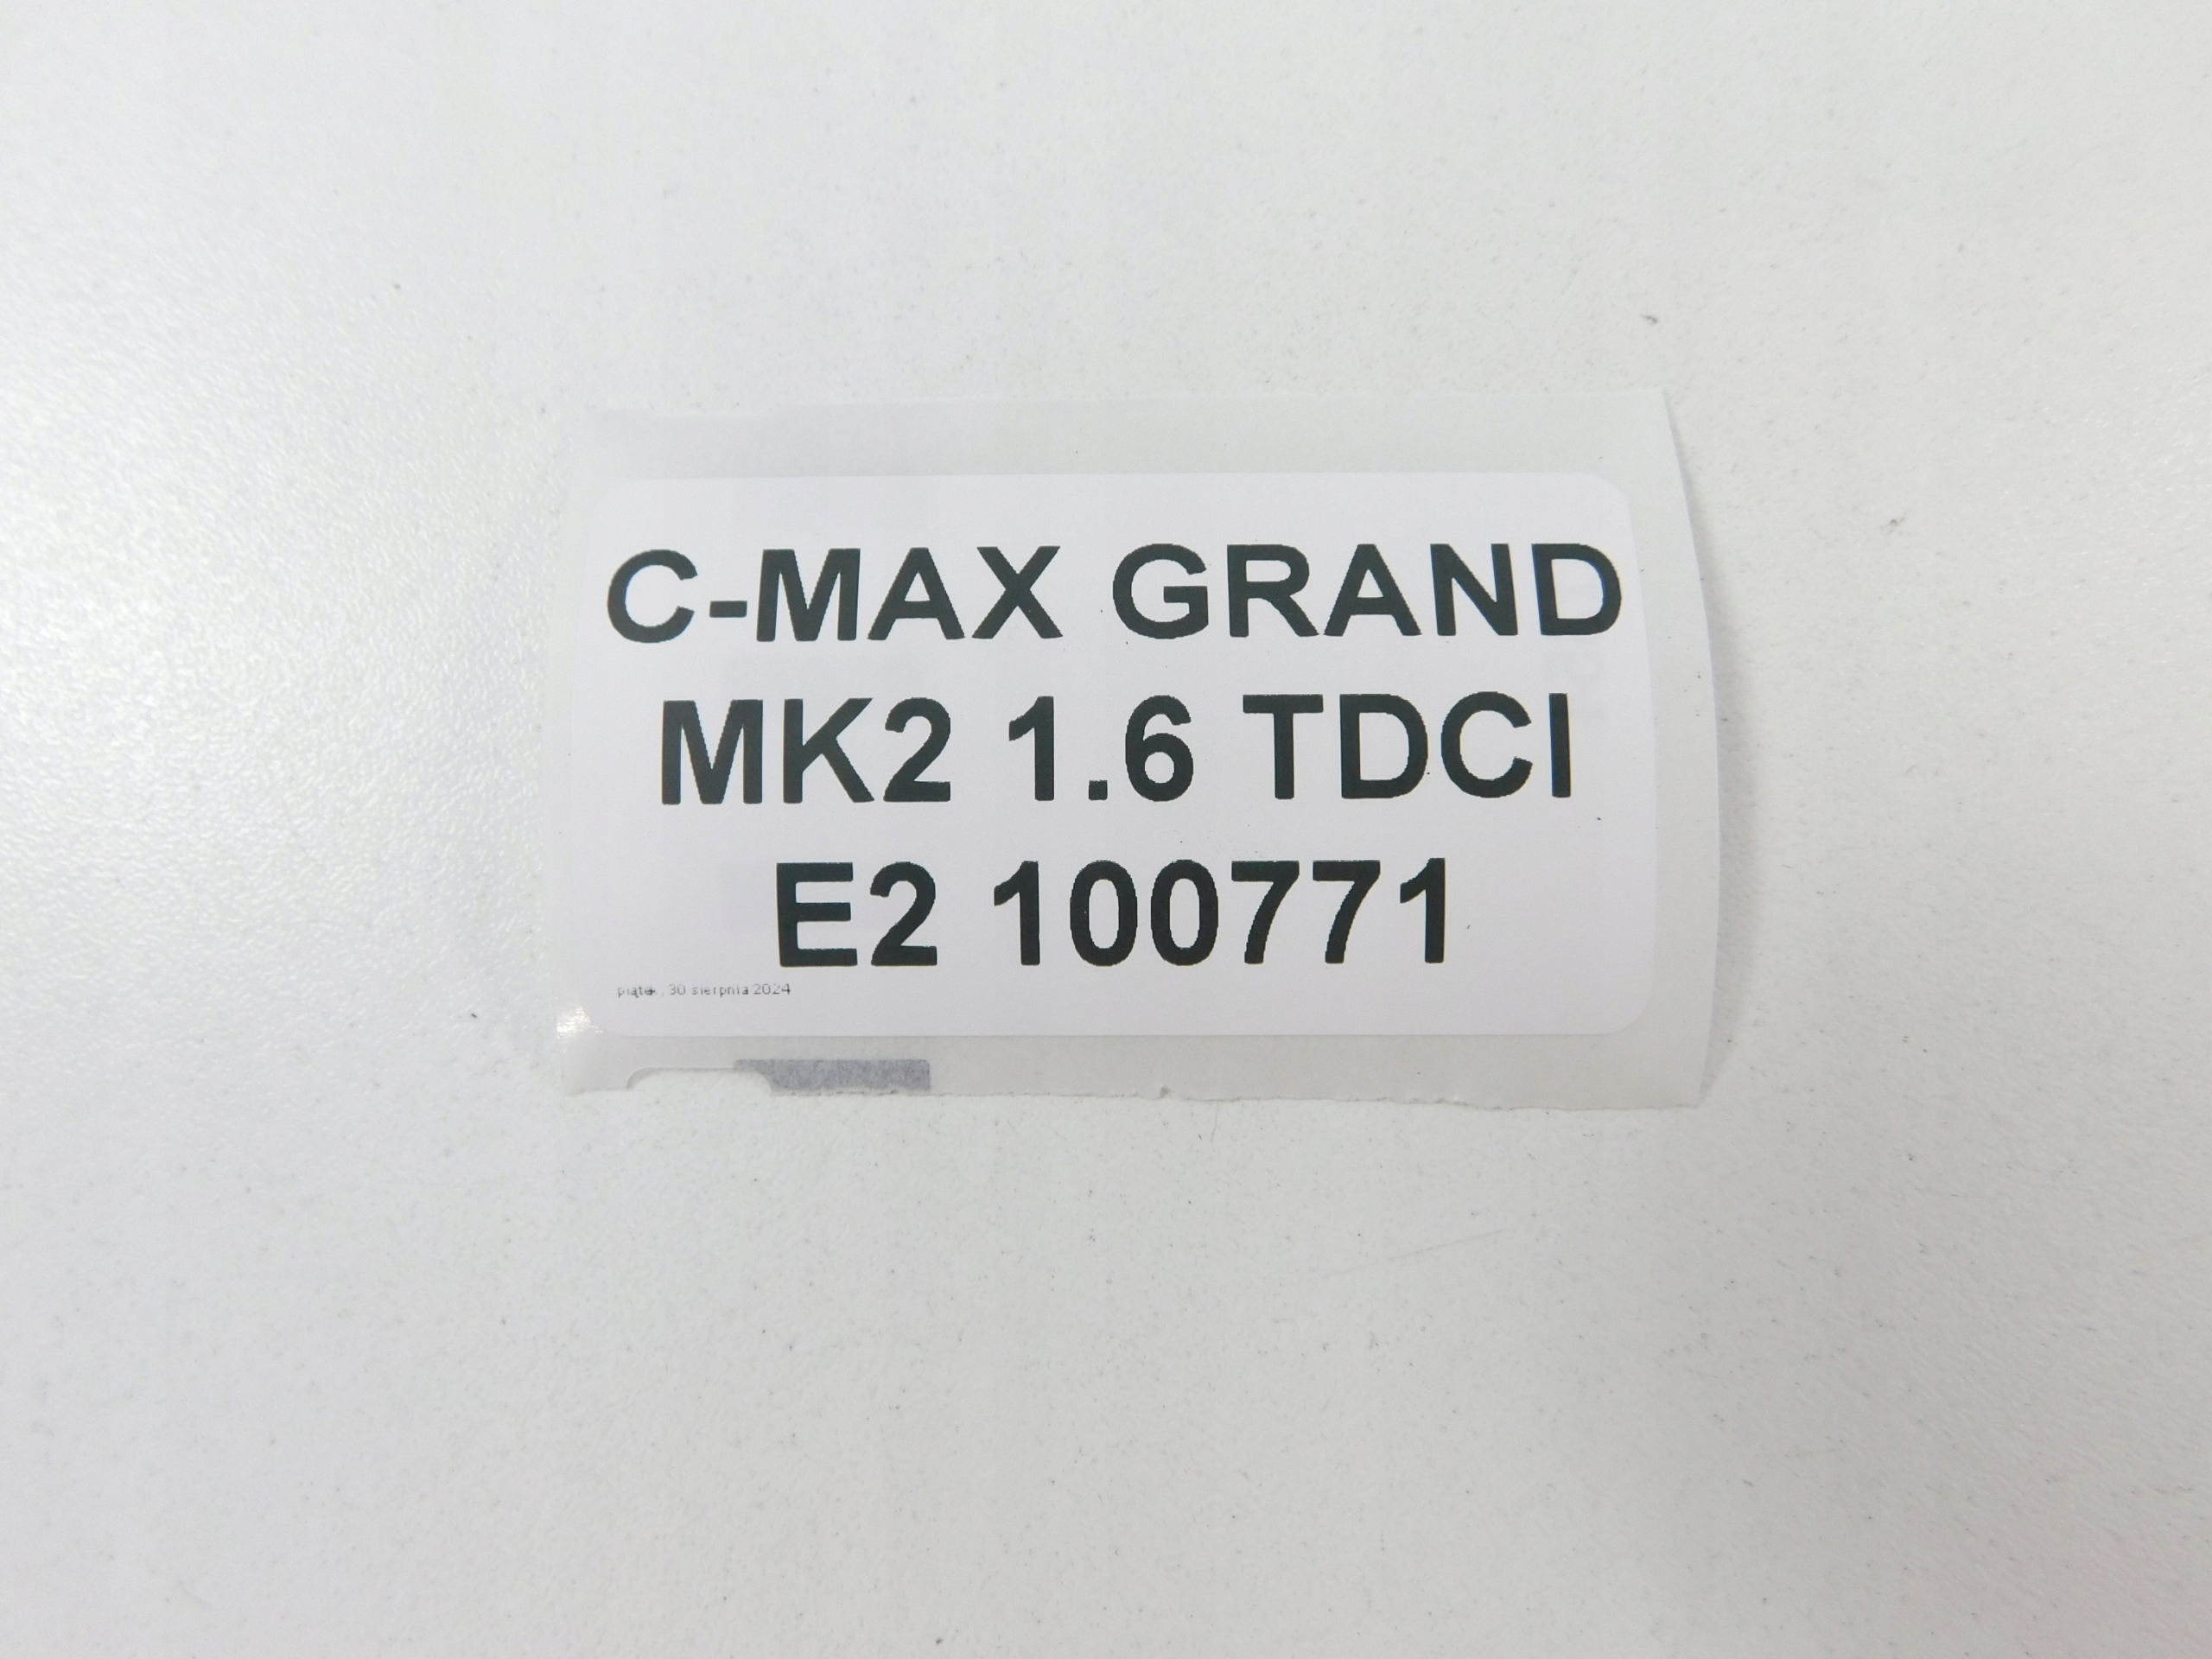 C-MAX GRAND
MK2 1.6 TDCI
E2 100771
piątek, 30 sierpnia 2024